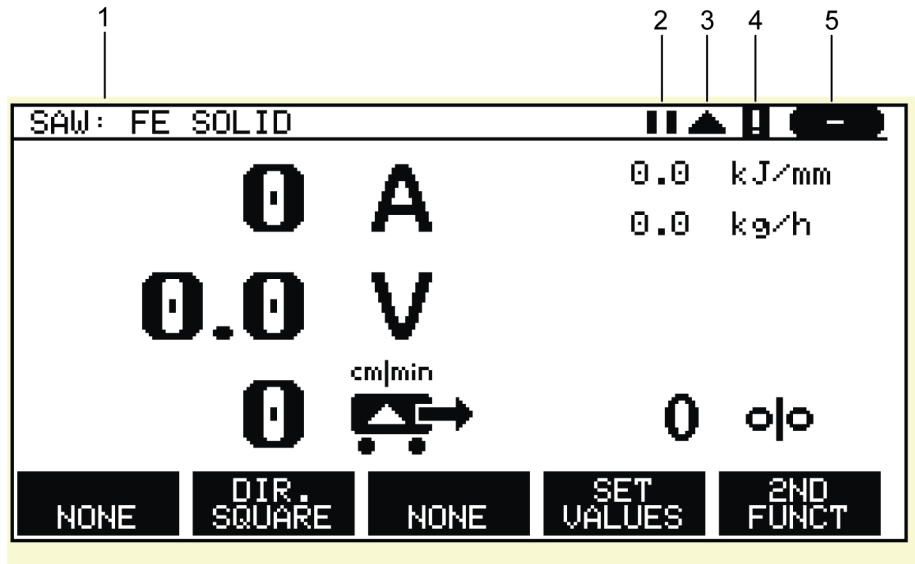 1 2 3 4 5
SAW: FE SOLID ! -
0 A 0.0 kJ/mm
0.0 kg/h
0.0 V
cm|min
0 0 o|o
NONE DIR. SQUARE NONE SET VALUES 2ND FUNCT